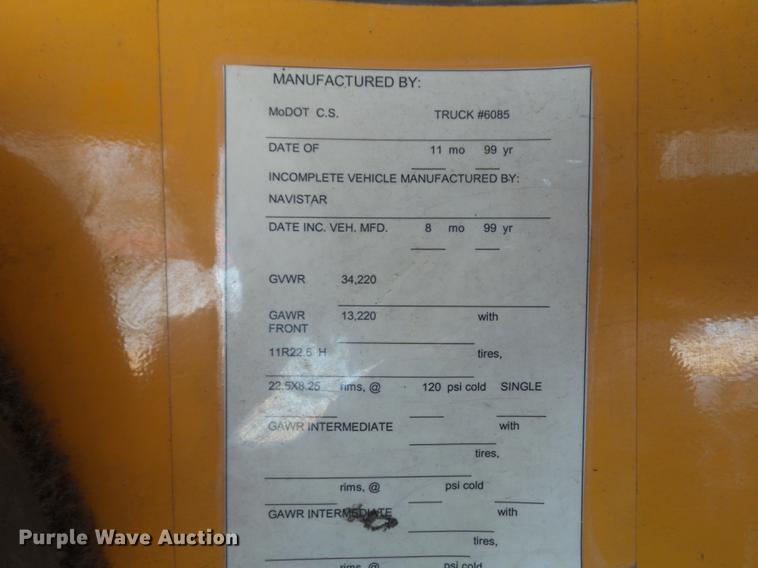 MANUFACTURED BY:
MoDOT C.S. TRUCK #6085
DATE OF 11 mo 99 yr
INCOMPLETE VEHICLE MANUFACTURED BY:
NAVISTAR
DATE INC. VEH. MFD. 8 mo 99 yr
GVWR 34,220
GAWR 13,220 with
FRONT
11R22.5 H tires,
22.5X8.25 rims, @ 120 psi cold SINGLE
GAWR INTERMEDIATE with
tires,
rims, @ psi cold
GAWR INTERMEDIATE with
tires,
rims, @ psi cold
Purple Wave Auction